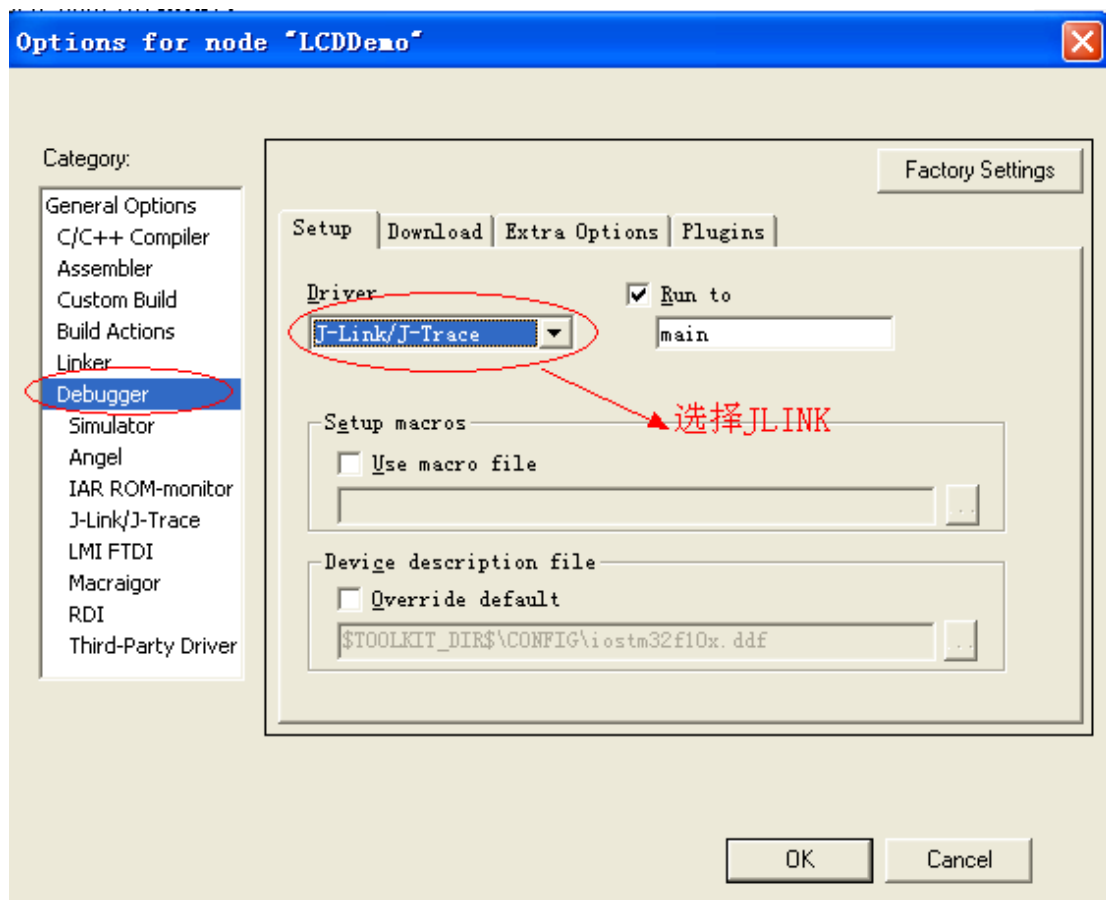 Options for node "LCDDemo"
Category:
Factory Settings
General Options
C/C++ Compiler
Assembler
Custom Build
Build Actions
Linker
Debugger
Simulator
Angel
IAR ROM-monitor
J-Link/J-Trace
LMI FTDI
Macraigor
RDI
Third-Party Driver
Setup Download Extra Options Plugins
Driver
Run to
J-Link/J-Trace
main
选择JLINK
Setup macros
Use macro file
...
Device description file
Override default
$TOOLKIT_DIR$\CONFIG\iostm32f10x.ddf
...
OK Cancel